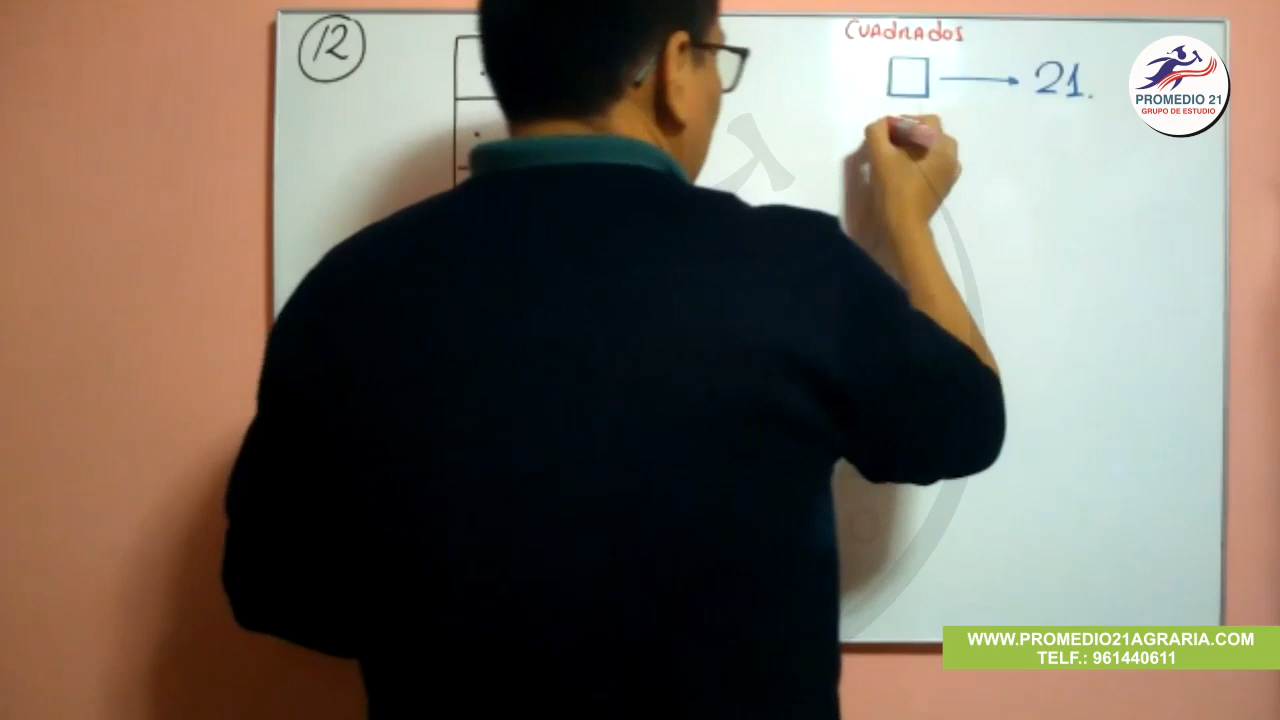 12
CUADRADOS
21.
PROMEDIO 21
GRUPO DE ESTUDIO
WWW.PROMEDIO21AGRARIA.COM
TELF.: 961440611